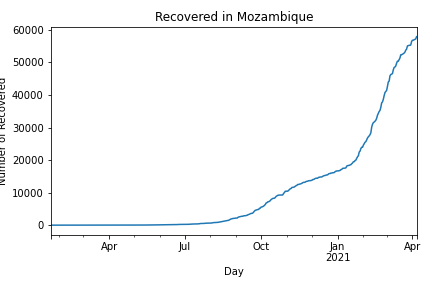 Recovered in Mozambique
60000
50000
40000
30000
20000
10000
0
Number of Recovered
Apr
Jul
Oct
Jan
2021
Apr
Day